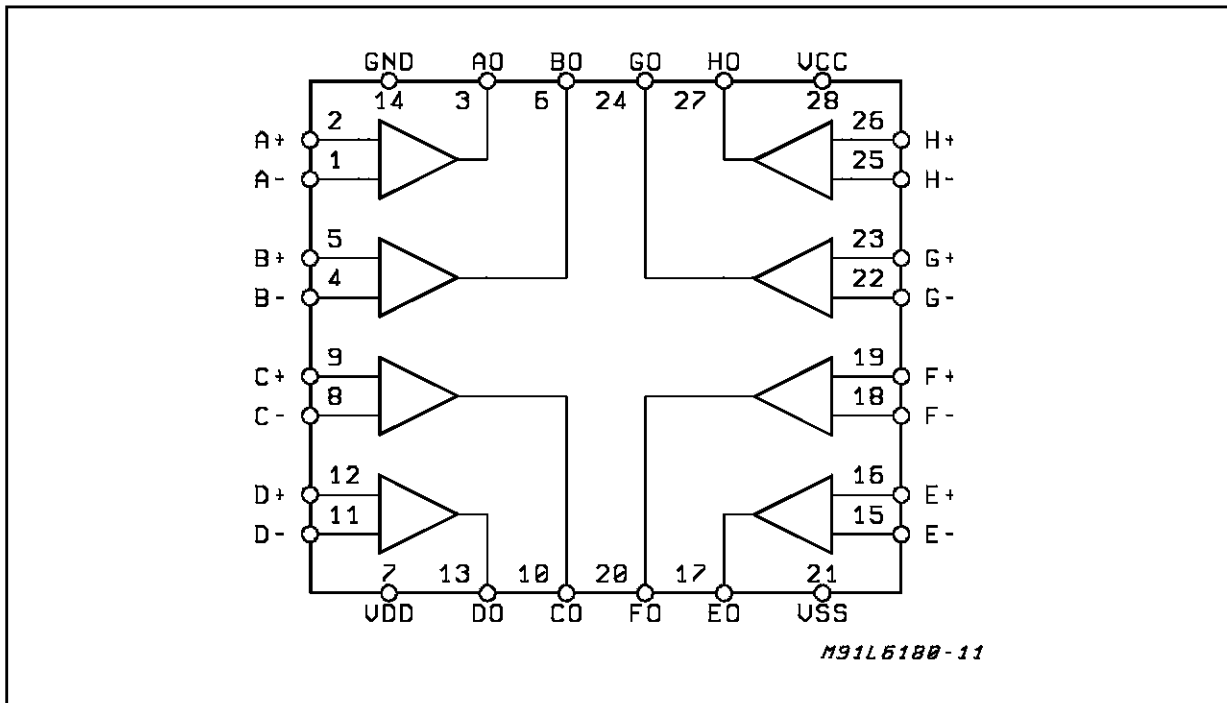 GND AO BO GO HO VCC
14 3 6 24 27 28
A+ 2 26 H+
A- 1 25 H-
B+ 5 23 G+
B- 4 22 G-
C+ 9 19 F+
C- 8 18 F-
D+ 12 16 E+
D- 11 15 E-
7 13 10 20 17 21
VDD DO CO FO EO VSS
M91L6180-11